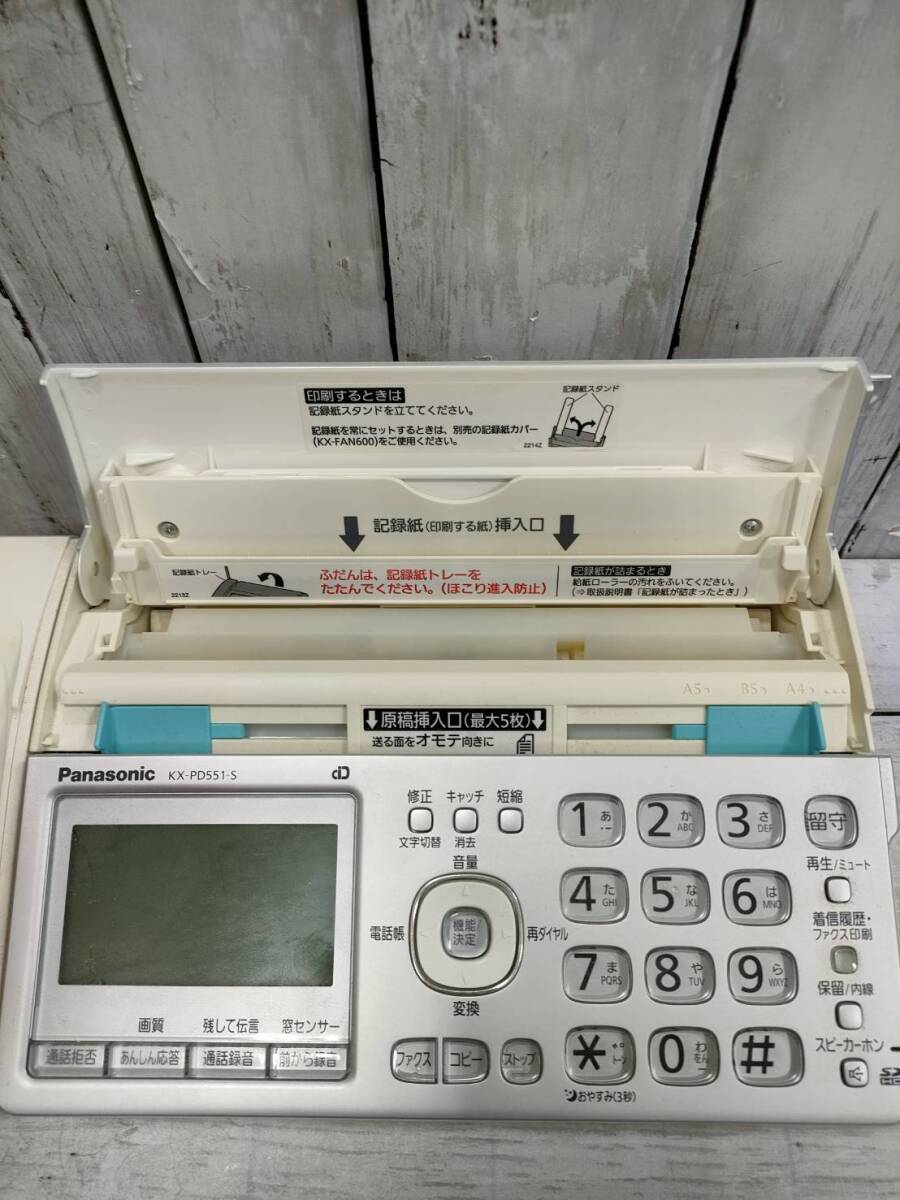 印刷するときは
記録紙スタンドを立ててください。
記録紙を常にセットするときは、別売の記録紙カバー
(KX-FAN600)をご使用ください。
記録紙スタンド
2214Z
記録紙(印刷する紙)挿入口
記録紙トレー
2213Z
ふだんは、記録紙トレーを
たたんでください。(ほこり進入防止)
記録紙が詰まるとき
給紙ローラーの汚れをふいてください。
(⇒取扱説明書「記録紙が詰まったとき」)
A5 B5 A4
原稿挿入口(最大5枚)
送る面をオモテ向きに
Panasonic KX-PD551-S
修正 キャッチ 短縮
文字切替 消去
音量
電話帳 機能/決定 再ダイヤル
変換
画質 残して伝言 窓センサー
通話拒否 あんしん応答 通話録音 前から録音
ファクス コピー ストップ
1 あ .-
2 か ABC
3 さ DEF
4 た GHI
5 な JKL
6 は MNO
7 ま PQRS
8 や TUV
9 ら WXYZ
* トーン
0 わをん
#
おやすみ(3秒)
留守
再生/ミュート
着信履歴・
ファクス印刷
保留/内線
スピーカーホン